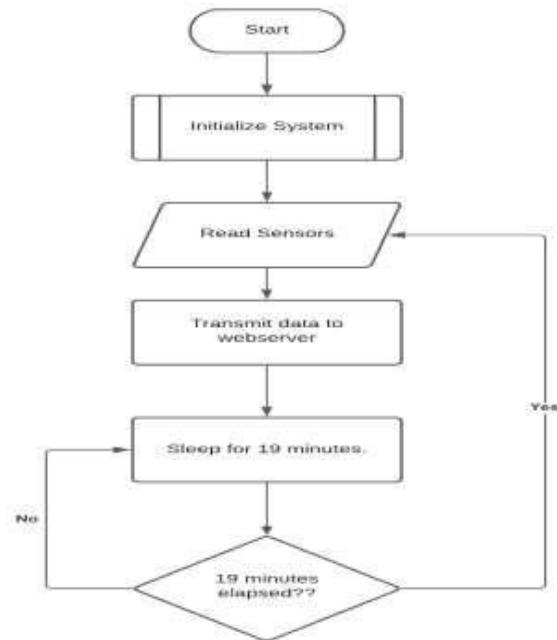 Start
Initialize System
Read Sensors
Transmit data to
webserver
Sleep for 19 minutes.
19 minutes
elapsed??
No
Yes